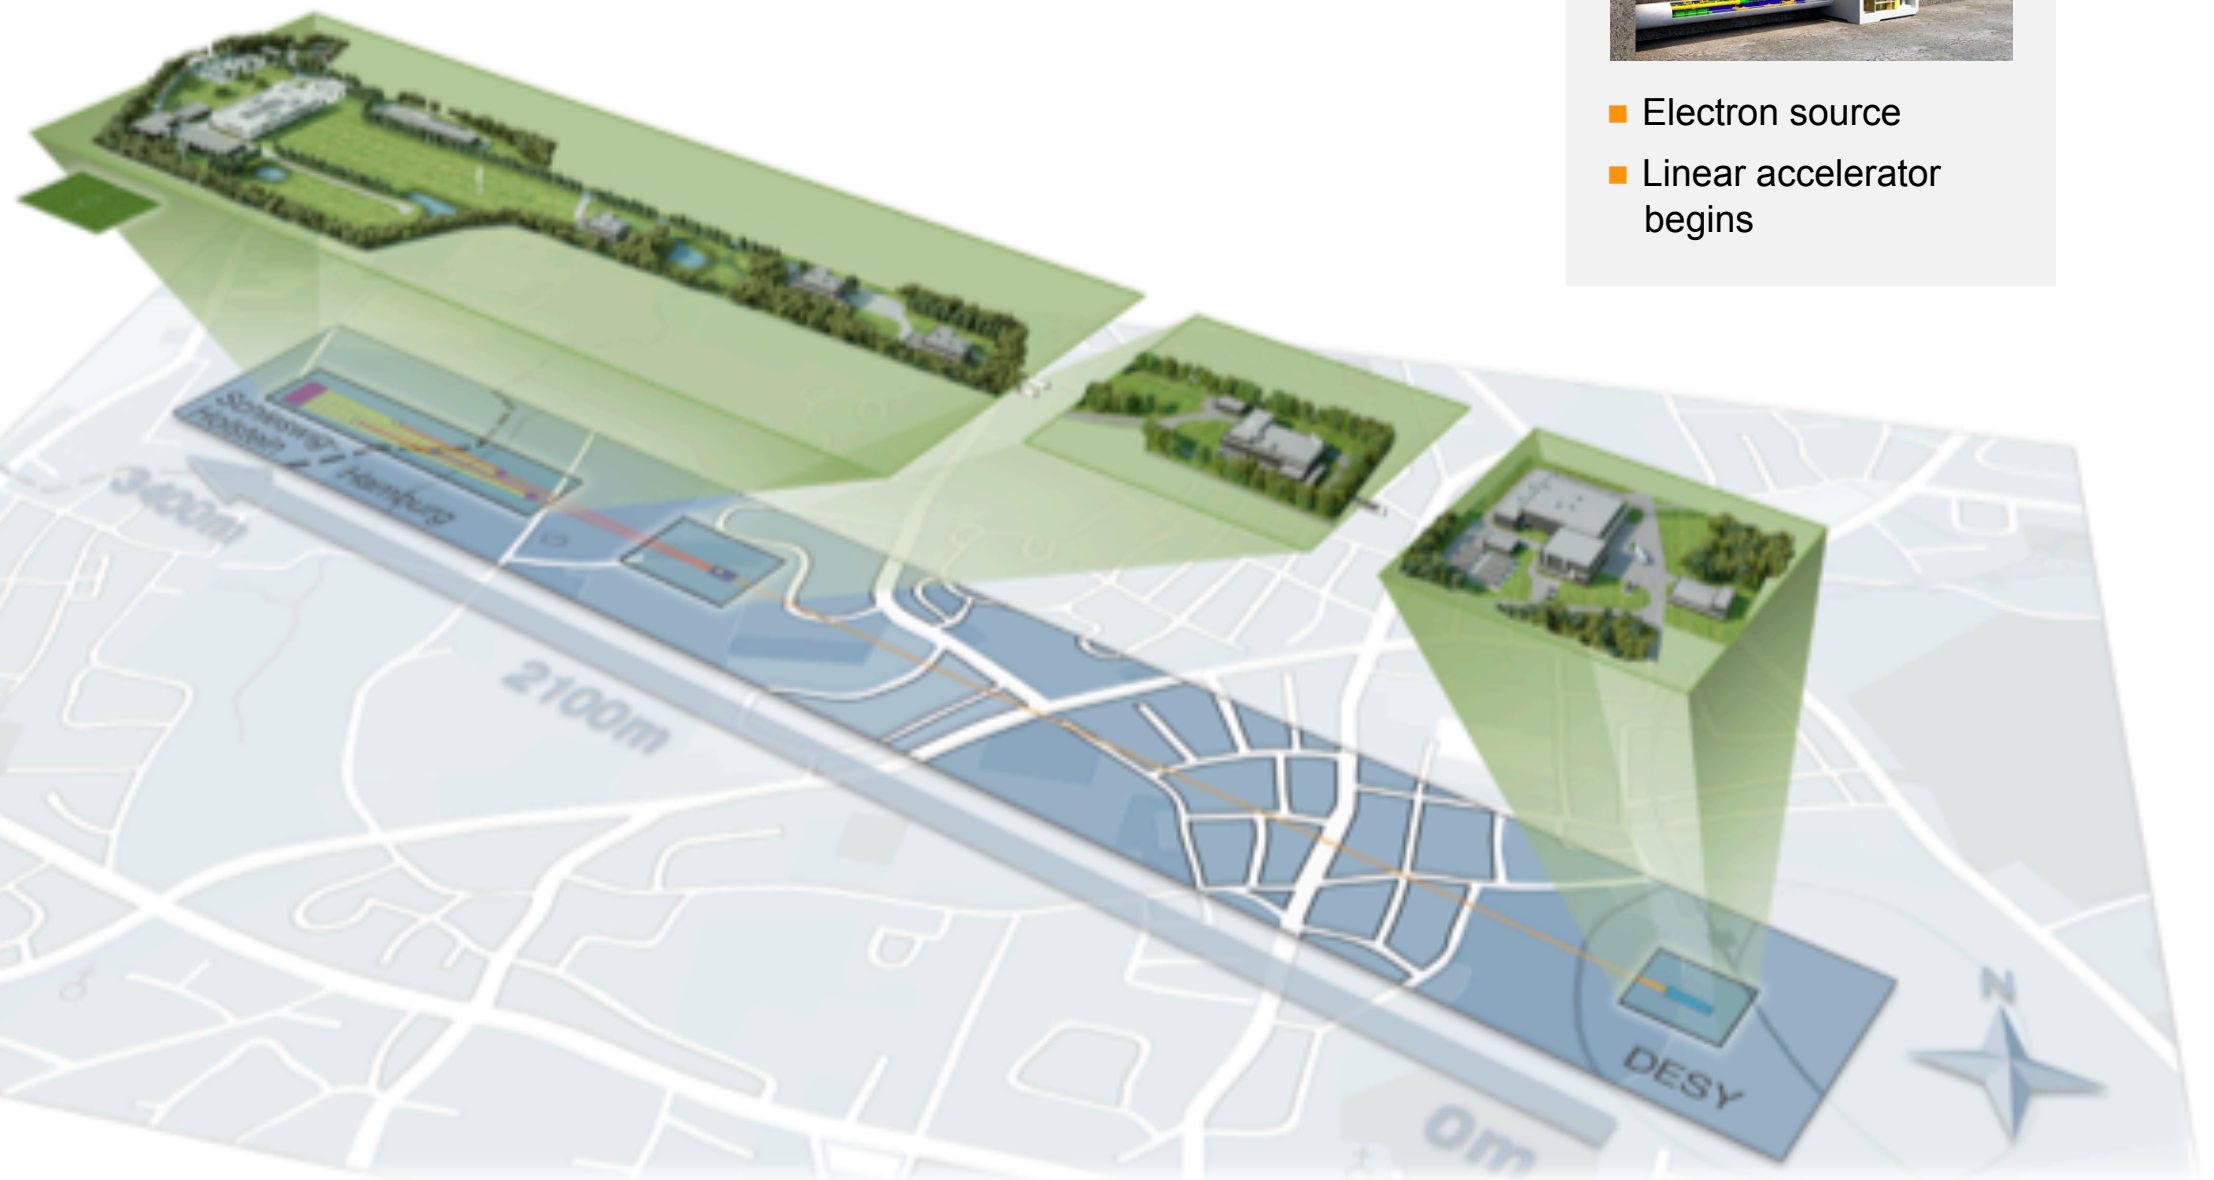 Electron source
Linear accelerator
begins
Schleswig-
Holstein
Hamburg
3400m
2100m
0m
DESY
N